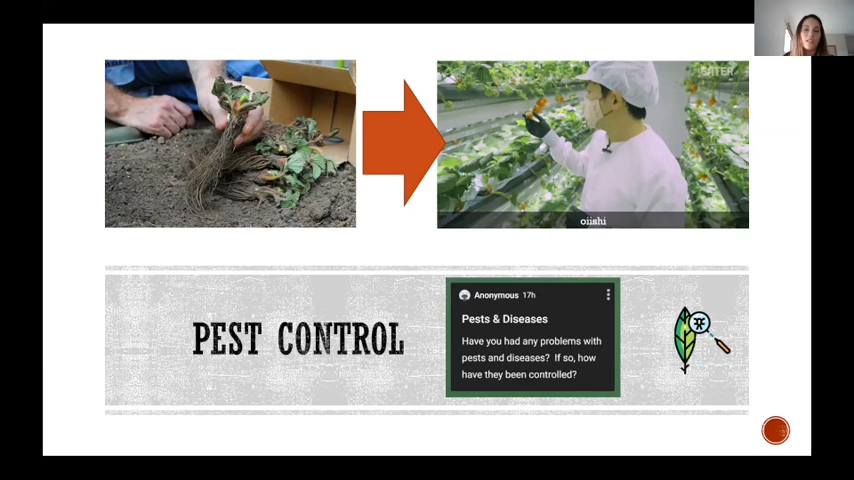 EATER
oiishi
PEST CONTROL
Anonymous 17h
Pests & Diseases
Have you had any problems with
pests and diseases? If so, how
have they been controlled?